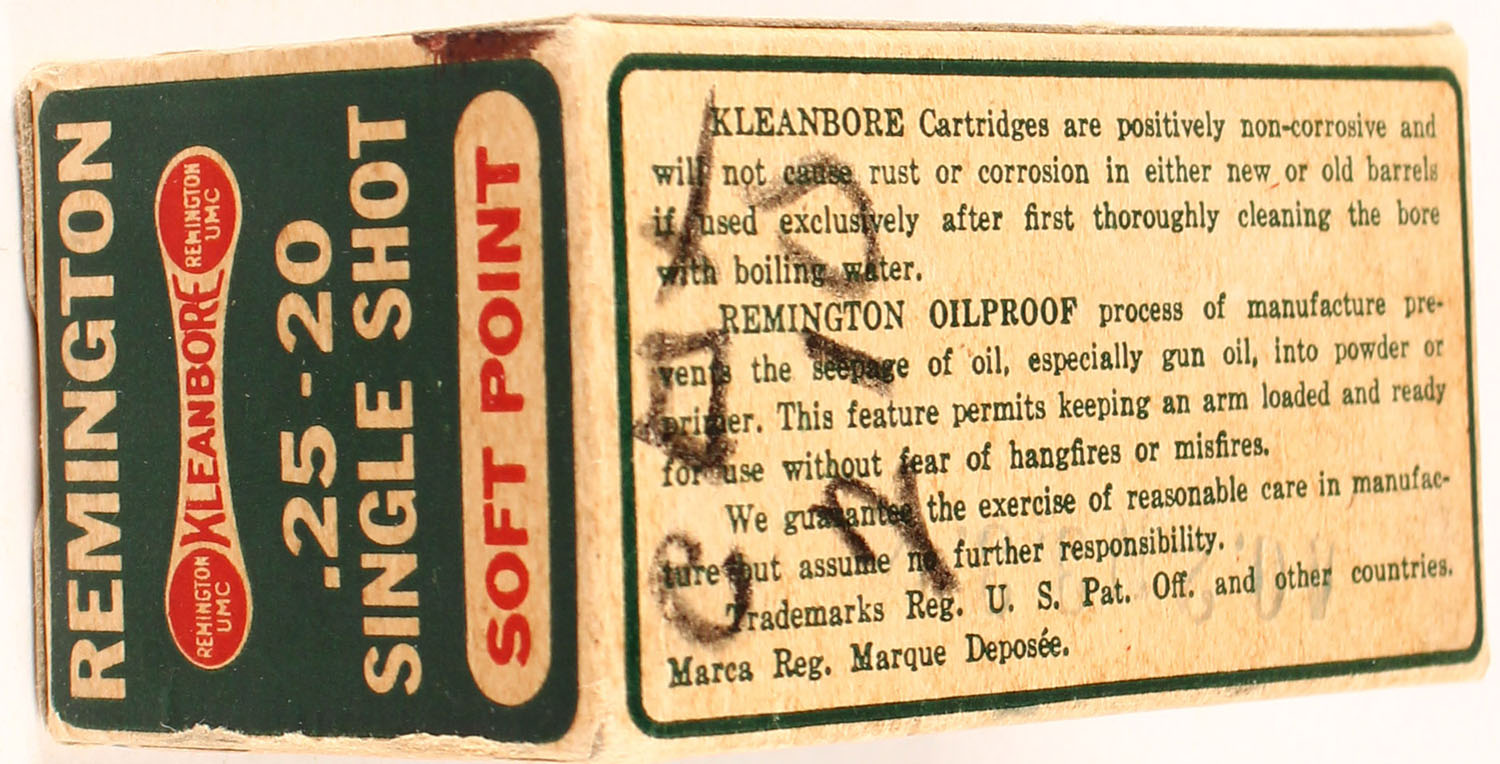 REMINGTON
REMINGTON
UMC
KLEANBORE
REMINGTON
UMC
.25-20
SINGLE SHOT
SOFT POINT
KLEANBORE Cartridges are positively non-corrosive and
will not cause rust or corrosion in either new or old barrels
if used exclusively after first thoroughly cleaning the bore
with boiling water.
REMINGTON OILPROOF process of manufacture pre-
vents the seepage of oil, especially gun oil, into powder or
primer. This feature permits keeping an arm loaded and ready
for use without fear of hangfires or misfires.
We guarantee the exercise of reasonable care in manufac-
ture but assume no further responsibility.
Trademarks Reg. U. S. Pat. Off. and other countries.
Marca Reg. Marque Deposée.